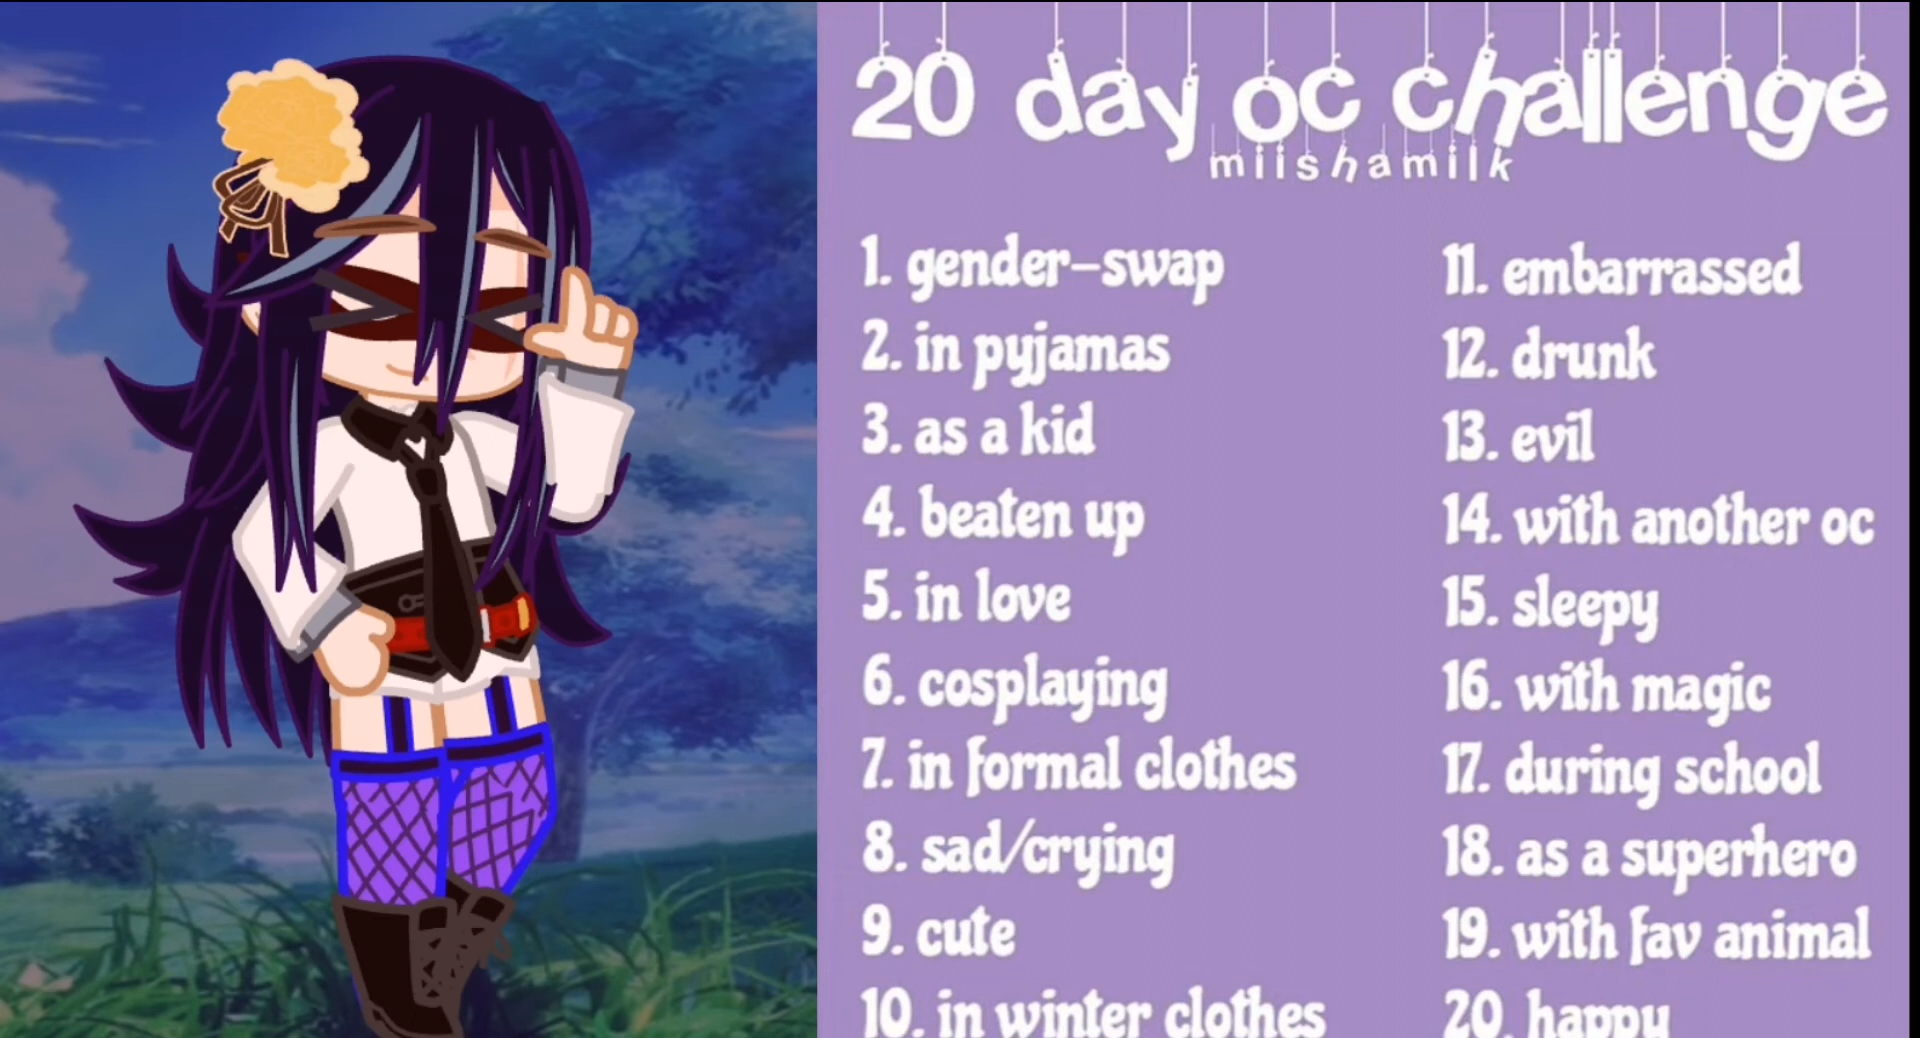 20 day oc challenge
miishamilk
1. gender-swap
2. in pyjamas
3. as a kid
4. beaten up
5. in love
6. cosplaying
7. in formal clothes
8. sad/crying
9. cute
10. in winter clothes
11. embarrassed
12. drunk
13. evil
14. with another oc
15. sleepy
16. with magic
17. during school
18. as a superhero
19. with fav animal
20. happy